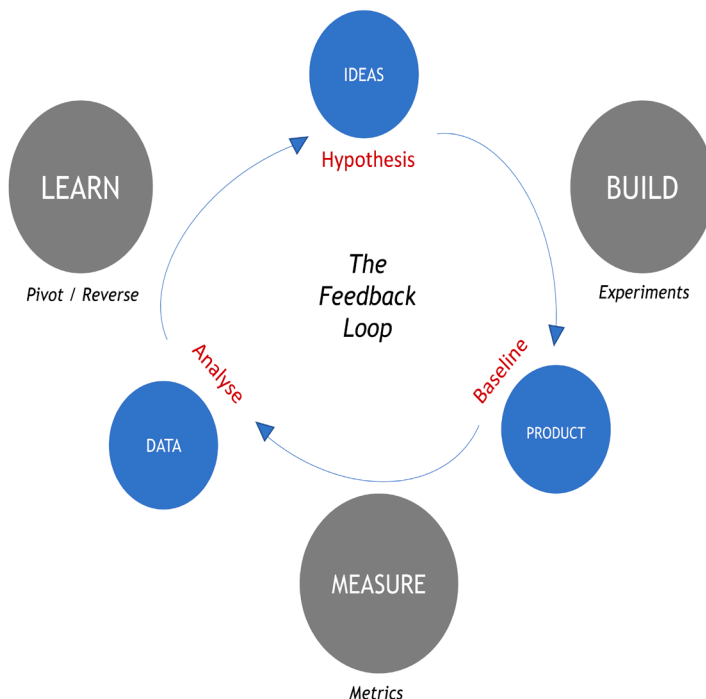 IDEAS
Hypothesis
LEARN
BUILD
Pivot / Reverse
Experiments
The
Feedback
Loop
Analyse
Baseline
DATA
PRODUCT
MEASURE
Metrics